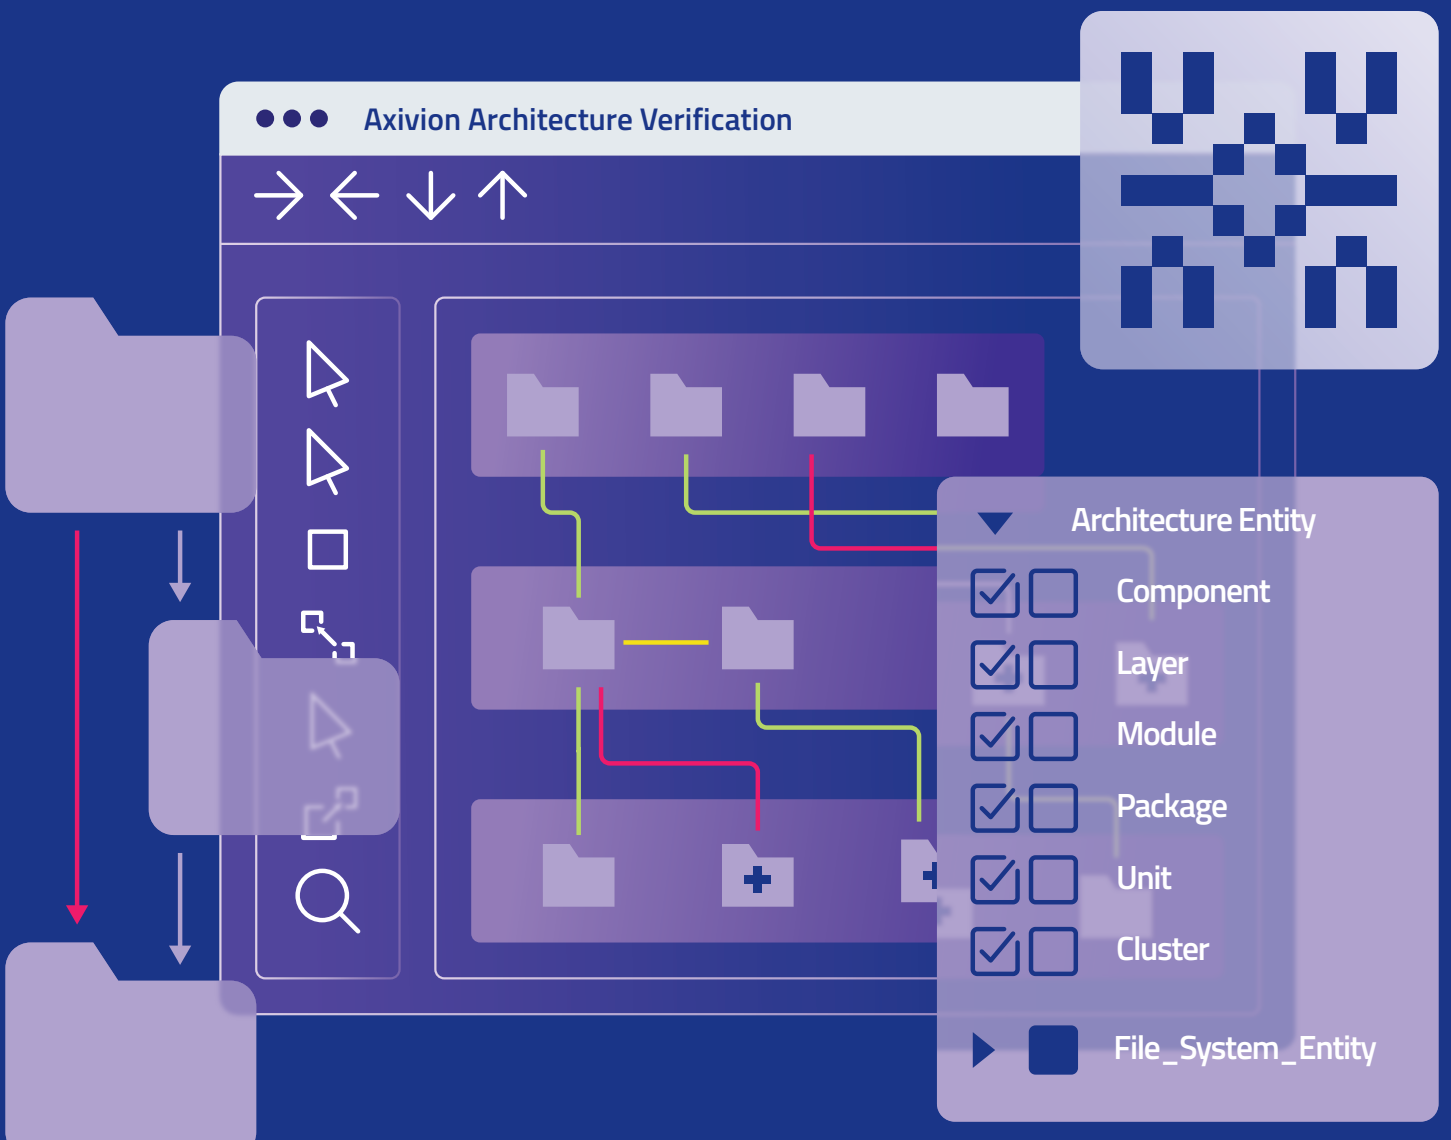 Axivion Architecture Verification
Architecture Entity
Component
Layer
Module
Package
Unit
Cluster
File_System_Entity